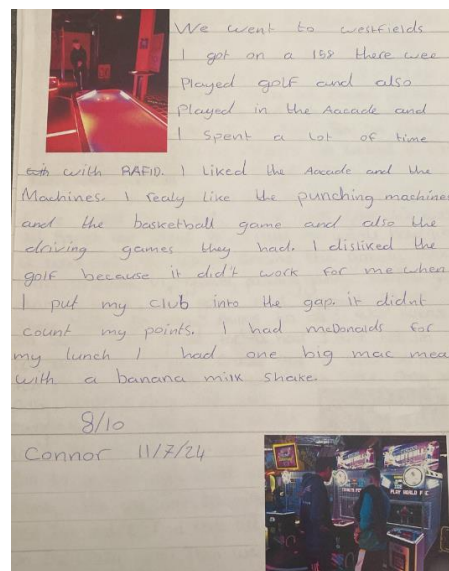 We went to westfields
I got on a 158 there wee
Played golf and also
Played in the Aacade and
I spent a lot of time
with RAFID. I liked the Aacade and the
Machines. I realy like the punching machines
and the basketball game and also the
driving games they had. I disliked the
golf because it did't work for me when
I put my club into the gap. it didnt
count my points. I had mcDonalds for
my lunch I had one big mac mea
with a banana milk shake.
8/10
Connor 11/7/24